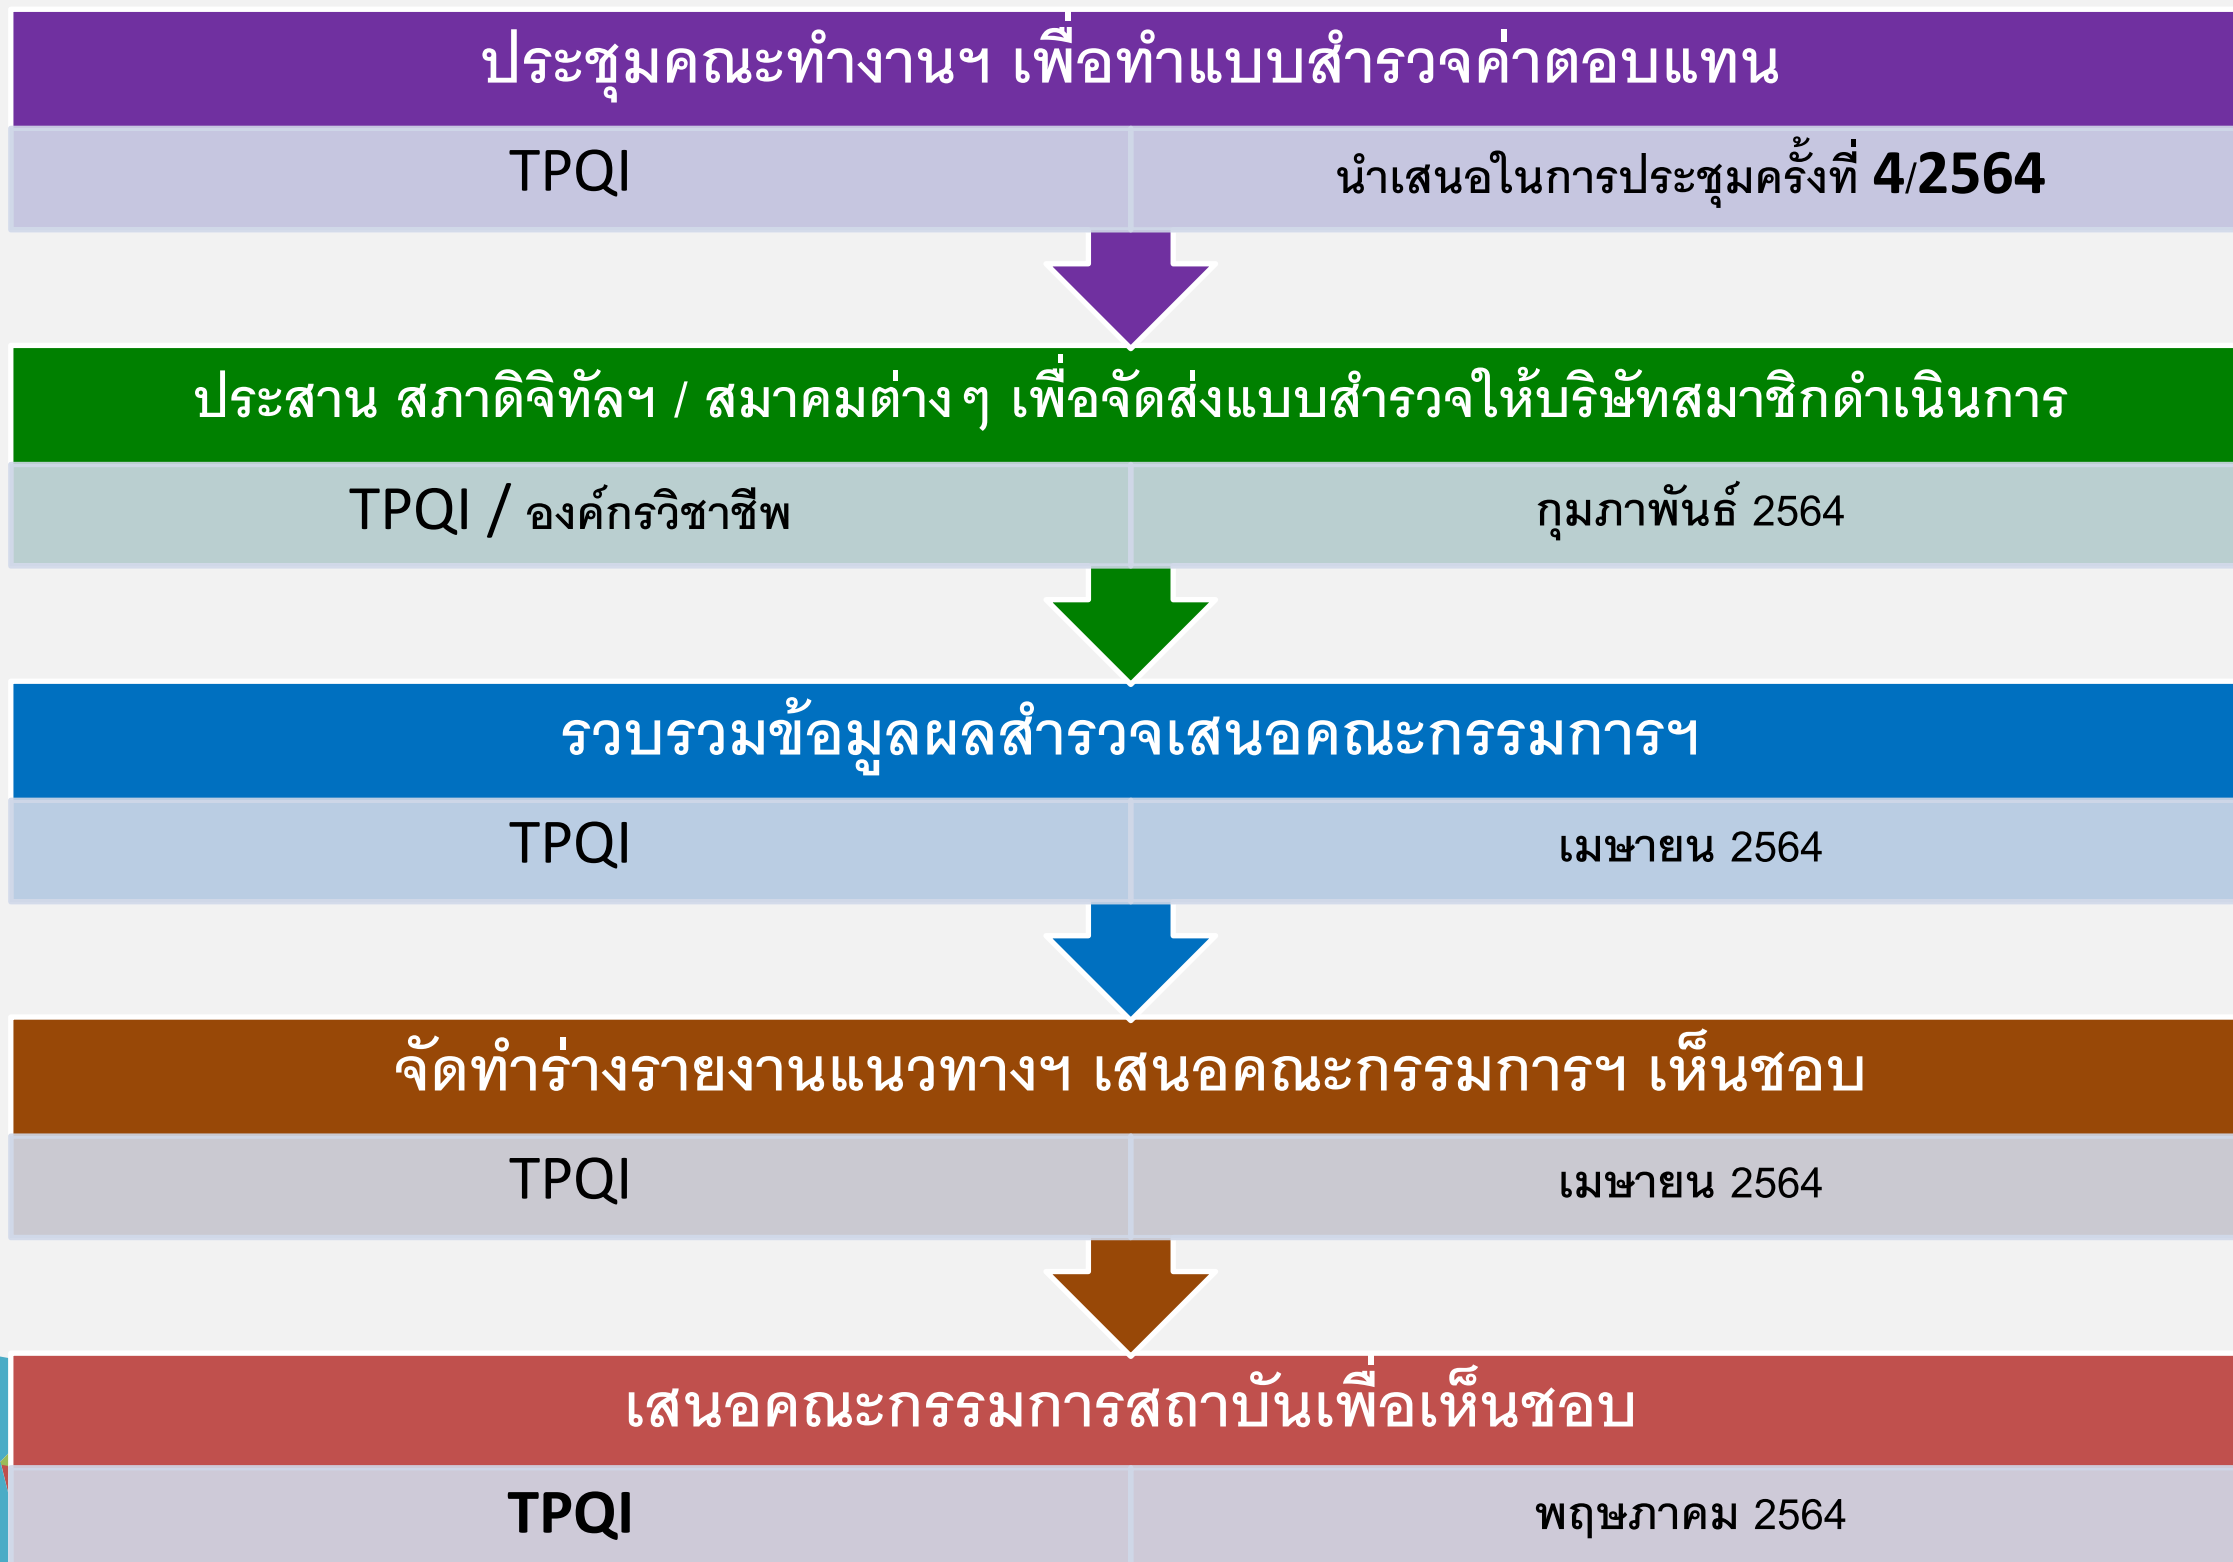 ประชุมคณะทำงานฯ เพื่อทำแบบสำรวจค่าตอบแทน
TPQI
นำเสนอในการประชุมครั้งที่ 4/2564
ประสาน สภาดิจิทัลฯ / สมาคมต่าง ๆ เพื่อจัดส่งแบบสำรวจให้บริษัทสมาชิกดำเนินการ
TPQI / องค์กรวิชาชีพ
กุมภาพันธ์ 2564
รวบรวมข้อมูลผลสำรวจเสนอคณะกรรมการฯ
TPQI
เมษายน 2564
จัดทำร่างรายงานแนวทางฯ เสนอคณะกรรมการฯ เห็นชอบ
TPQI
เมษายน 2564
เสนอคณะกรรมการสถาบันเพื่อเห็นชอบ
TPQI
พฤษภาคม 2564